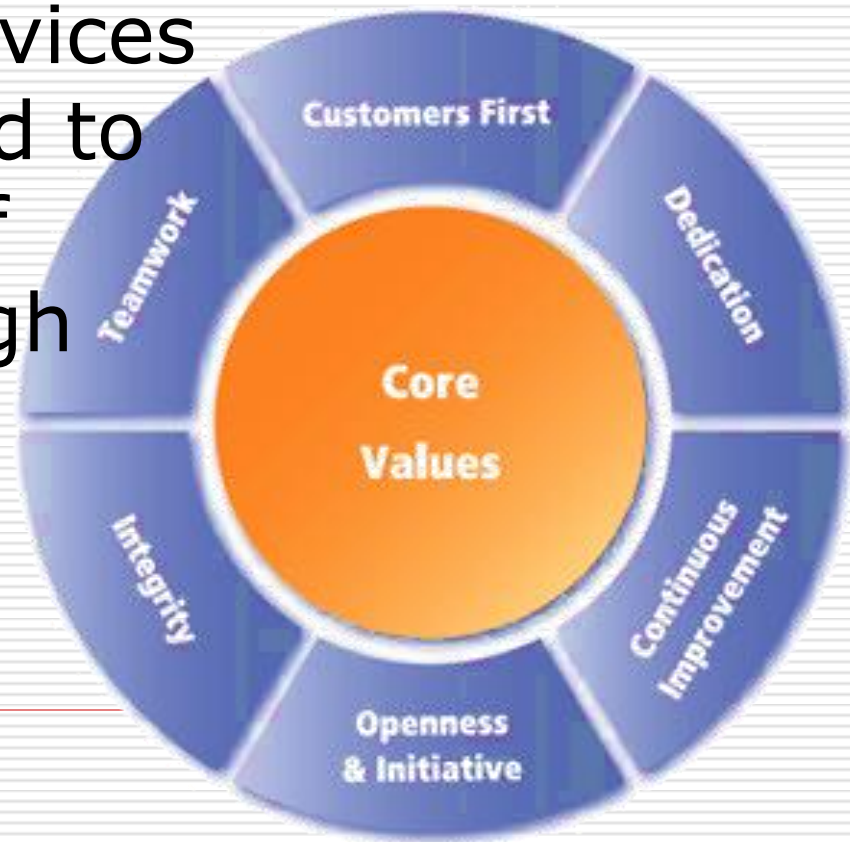 vices
d to
f
gh
Customers First
Dedication
Continuous
Improvement
Openness
& Initiative
Integrity
Teamwork
Core
Values